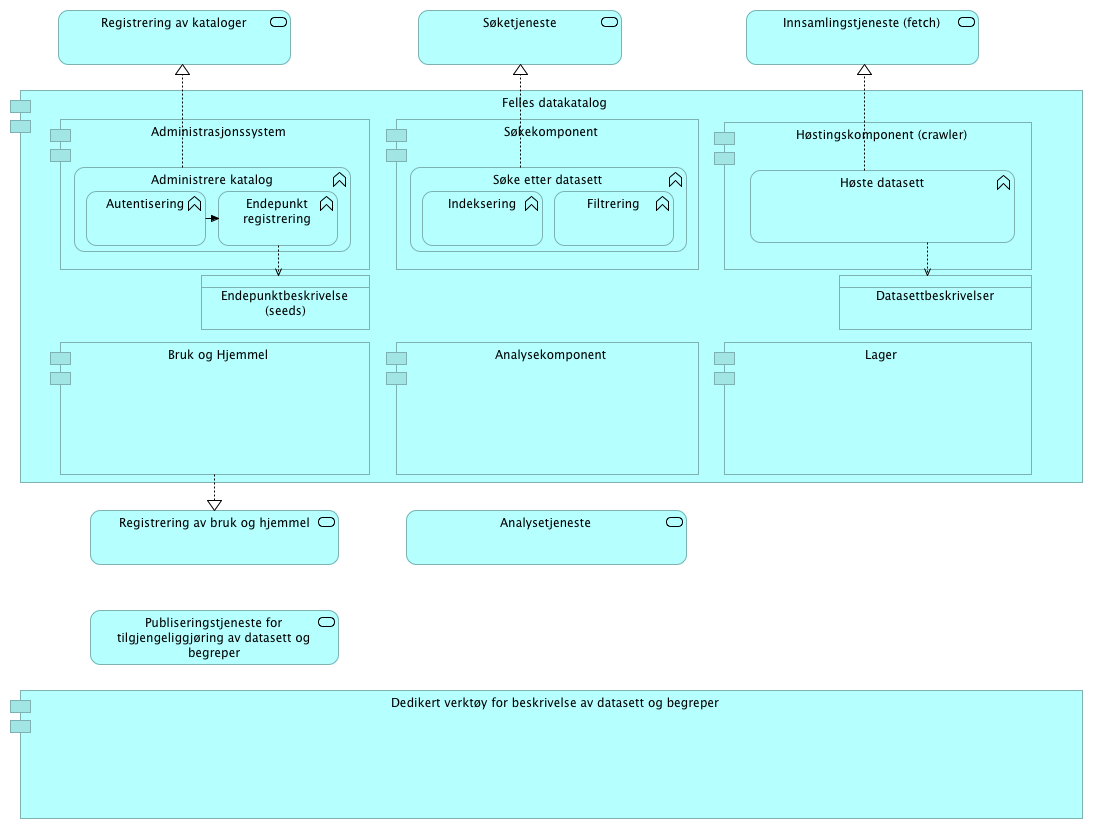 Registrering av kataloger
Søketjeneste
Innsamlingstjeneste (fetch)
Felles datakatalog
Administrasjonssystem
Søkekomponent
Høstingskomponent (crawler)
Administrere katalog
Søke etter datasett
Høste datasett
Autentisering
Endepunkt
registrering
Indeksering
Filtrering
Endepunktbeskrivelse
(seeds)
Datasettbeskrivelser
Bruk og Hjemmel
Analysekomponent
Lager
Registrering av bruk og hjemmel
Analysetjeneste
Publiseringstjeneste for
tilgjengeliggjøring av datasett og
begreper
Dedikert verktøy for beskrivelse av datasett og begreper